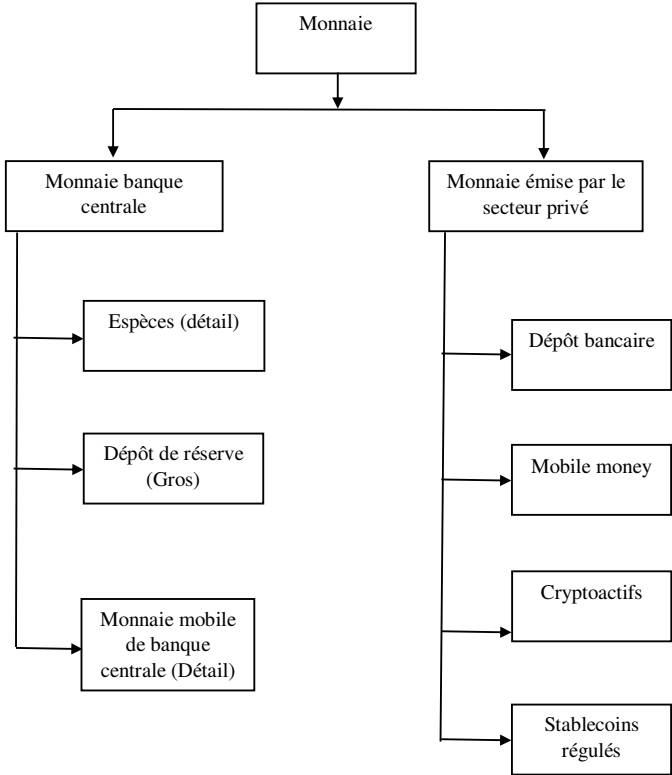 Monnaie
Monnaie banque
centrale
Monnaie émise par le
secteur privé
Espèces (détail)
Dépôt bancaire
Dépôt de réserve
(Gros)
Mobile money
Monnaie mobile
de banque
centrale (Détail)
Cryptoactifs
Stablecoins
régulés